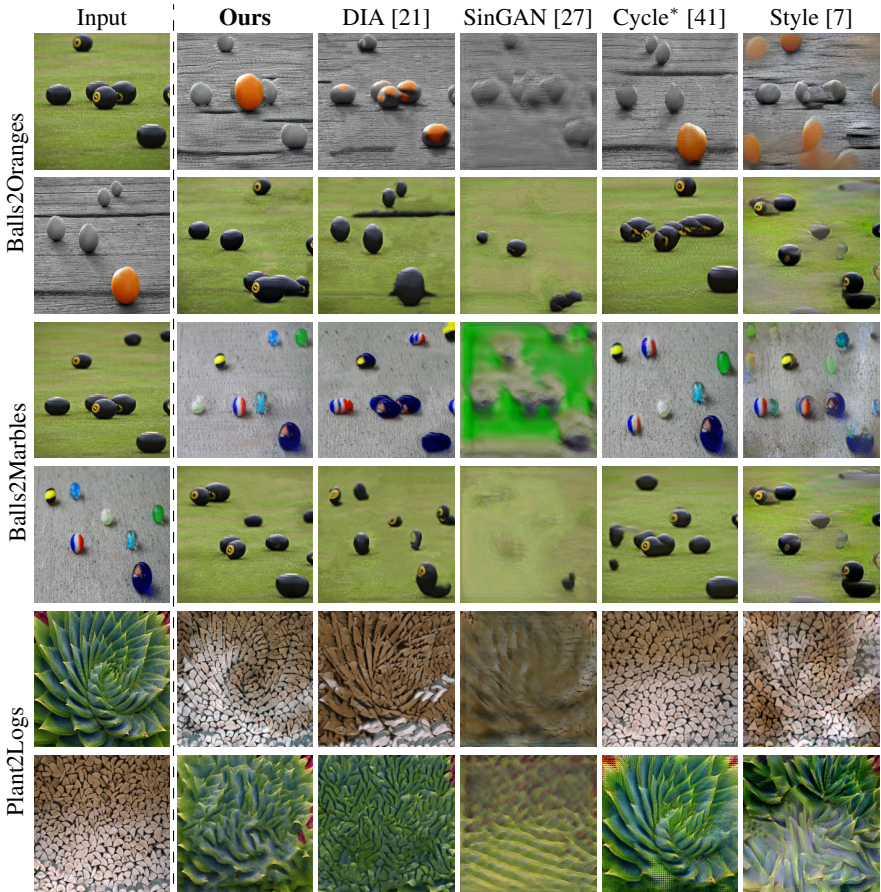 Input Ours DIA [21] SinGAN [27] Cycle* [41] Style [7]
Balls2Oranges
Balls2Marbles
Plant2Logs